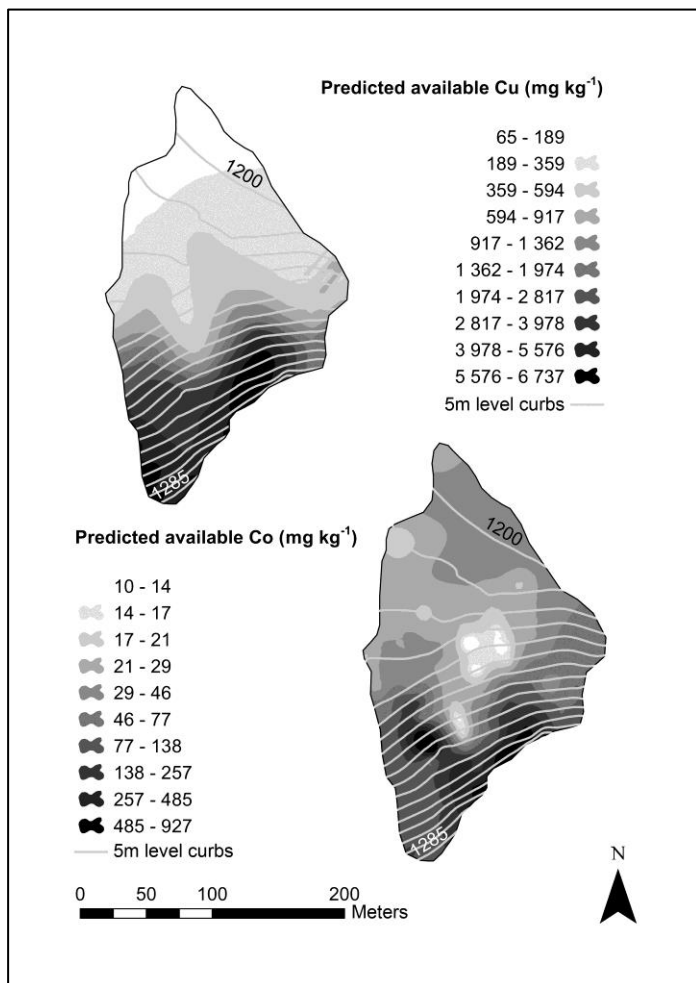 Predicted available Cu (mg kg⁻¹)
65 - 189
189 - 359
359 - 594
594 - 917
917 - 1 362
1 362 - 1 974
1 974 - 2 817
2 817 - 3 978
3 978 - 5 576
5 576 - 6 737
5m level curbs
1200
1285
Predicted available Co (mg kg⁻¹)
10 - 14
14 - 17
17 - 21
21 - 29
29 - 46
46 - 77
77 - 138
138 - 257
257 - 485
485 - 927
5m level curbs
1200
1285
0 50 100 200
Meters
N